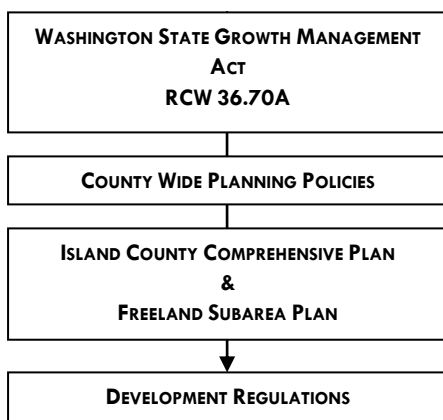 WASHINGTON STATE GROWTH MANAGEMENT
ACT
RCW 36.70A
COUNTY WIDE PLANNING POLICIES
ISLAND COUNTY COMPREHENSIVE PLAN
&
FREELAND SUBAREA PLAN
DEVELOPMENT REGULATIONS